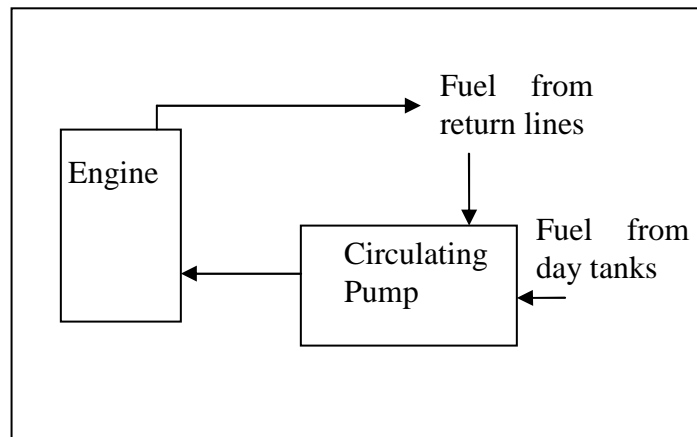 Fuel from
return lines
Engine
Circulating
Pump
Fuel from
day tanks